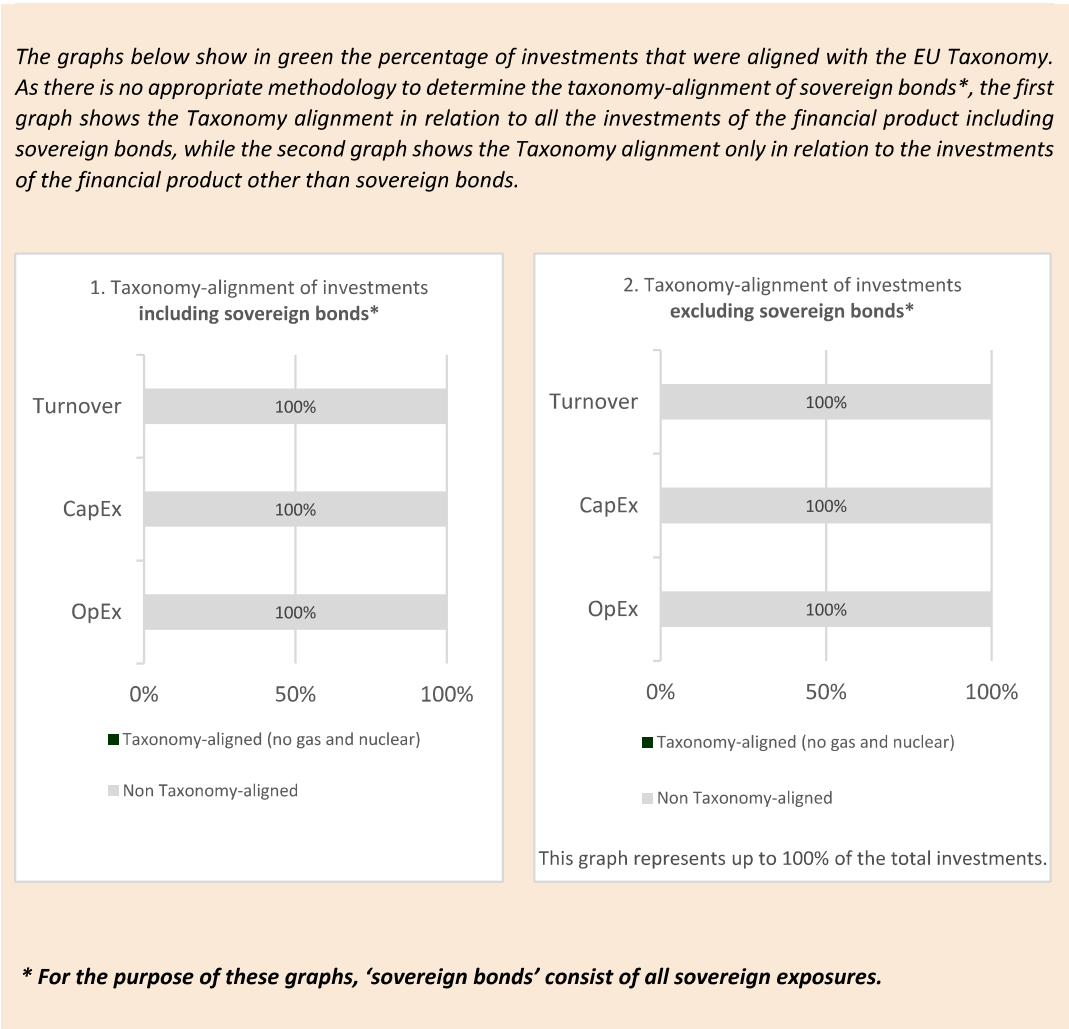 The graphs below show in green the percentage of investments that were aligned with the EU Taxonomy.
As there is no appropriate methodology to determine the taxonomy-alignment of sovereign bonds*, the first
graph shows the Taxonomy alignment in relation to all the investments of the financial product including
sovereign bonds, while the second graph shows the Taxonomy alignment only in relation to the investments
of the financial product other than sovereign bonds.
1. Taxonomy-alignment of investments
including sovereign bonds*
Turnover
100%
CapEx
100%
OpEx
100%
0% 50% 100%
Taxonomy-aligned (no gas and nuclear)
Non Taxonomy-aligned
2. Taxonomy-alignment of investments
excluding sovereign bonds*
Turnover
100%
CapEx
100%
OpEx
100%
0% 50% 100%
Taxonomy-aligned (no gas and nuclear)
Non Taxonomy-aligned
This graph represents up to 100% of the total investments.
* For the purpose of these graphs, ‘sovereign bonds’ consist of all sovereign exposures.